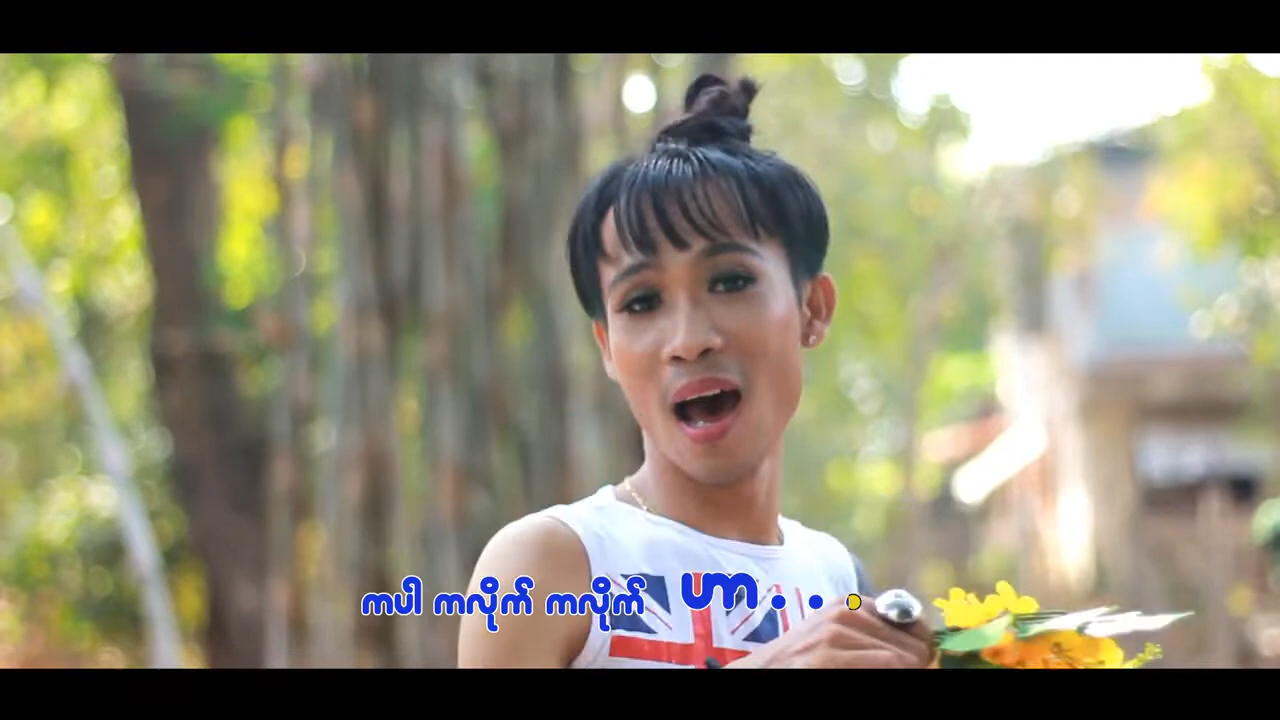 ကပါ ကလိုက် ကလိုက် ဟာ . . .